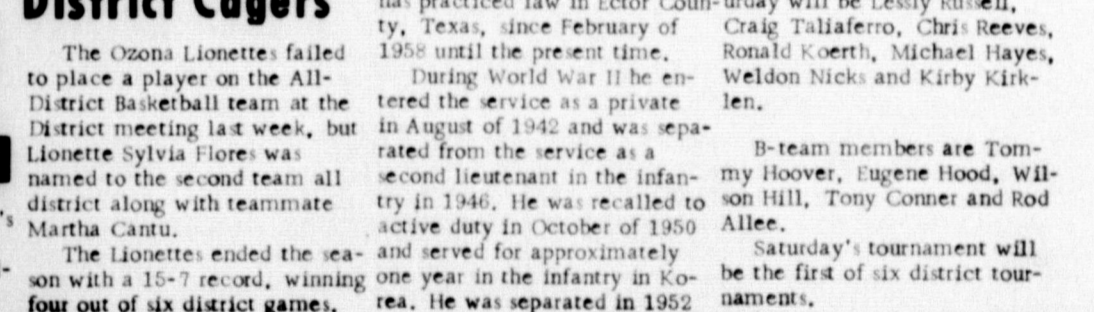 District Cagers
The Ozona Lionettes failed
to place a player on the All-
District Basketball team at the
District meeting last week, but
Lionette Sylvia Flores was
named to the second team all
district along with teammate
Martha Cantu.
The Lionettes ended the sea-
son with a 15-7 record, winning
four out of six district games.
has practiced law in Ector Coun-
ty, Texas, since February of
1958 until the present time.
During World War II he en-
tered the service as a private
in August of 1942 and was sepa-
rated from the service as a
second lieutenant in the infan-
try in 1946. He was recalled to
active duty in October of 1950
and served for approximately
one year in the infantry in Ko-
rea. He was separated in 1952
urday will be Lessly Russell,
Craig Taliaferro, Chris Reeves,
Ronald Koerth, Michael Hayes,
Weldon Nicks and Kirby Kirk-
len.
B-team members are Tom-
my Hoover, Eugene Hood, Wil-
son Hill, Tony Conner and Rod
Allee.
Saturday's tournament will
be the first of six district tour-
naments.